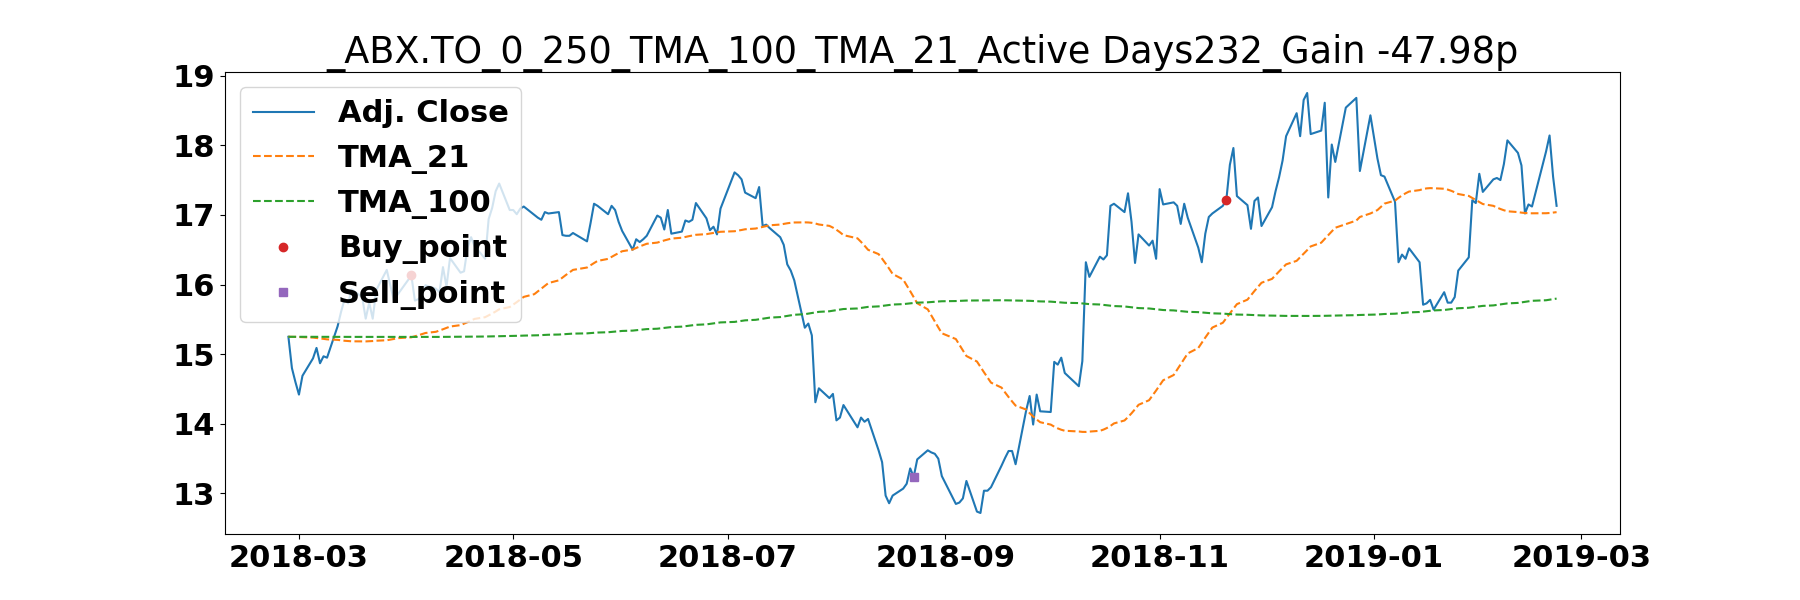 _ABX.TO_0_250_TMA_100_TMA_21_Active Days232_Gain -47.98p
19
18
17
16
15
14
13
Adj. Close
TMA_21
TMA_100
Buy_point
Sell_point
2018-03 2018-05 2018-07 2018-09 2018-11 2019-01 2019-03